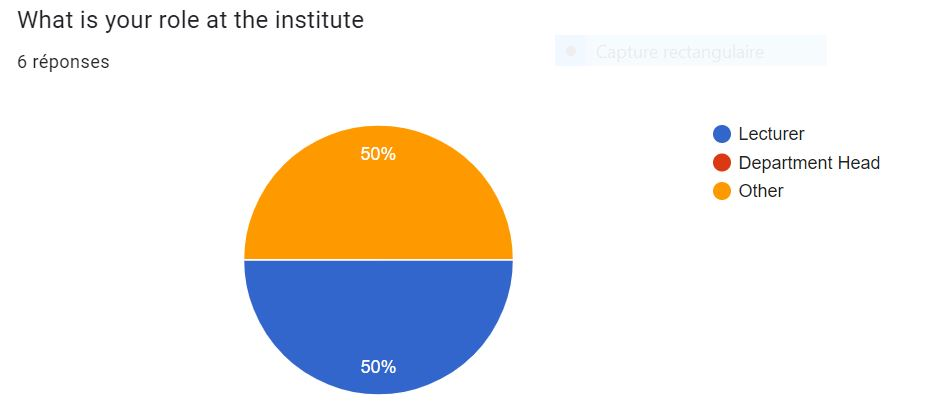 What is your role at the institute
6 réponses
Capture rectangulaire
50%
50%
Lecturer
Department Head
Other